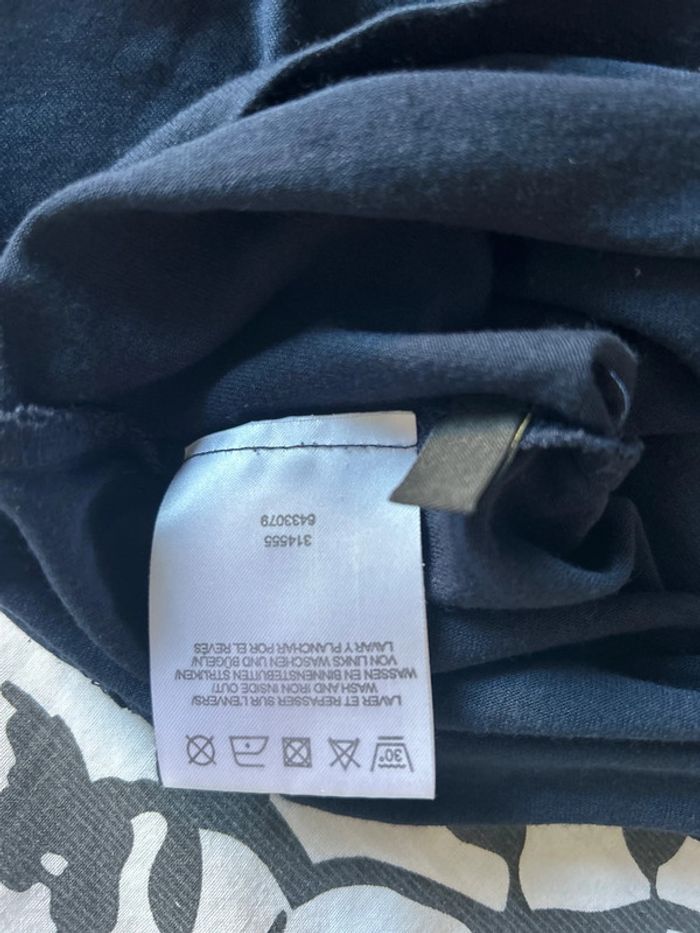 30°
LAVER ET REPASSER SUR L'ENVERS/
WASH AND IRON INSIDE OUT/
WASSEN EN BINNENSTEBUITEN STRIJKEN/
VON LINKS WASCHEN UND BÜGELN/
LAVAR Y PLANCHAR POR EL REVÉS
314555
6433079